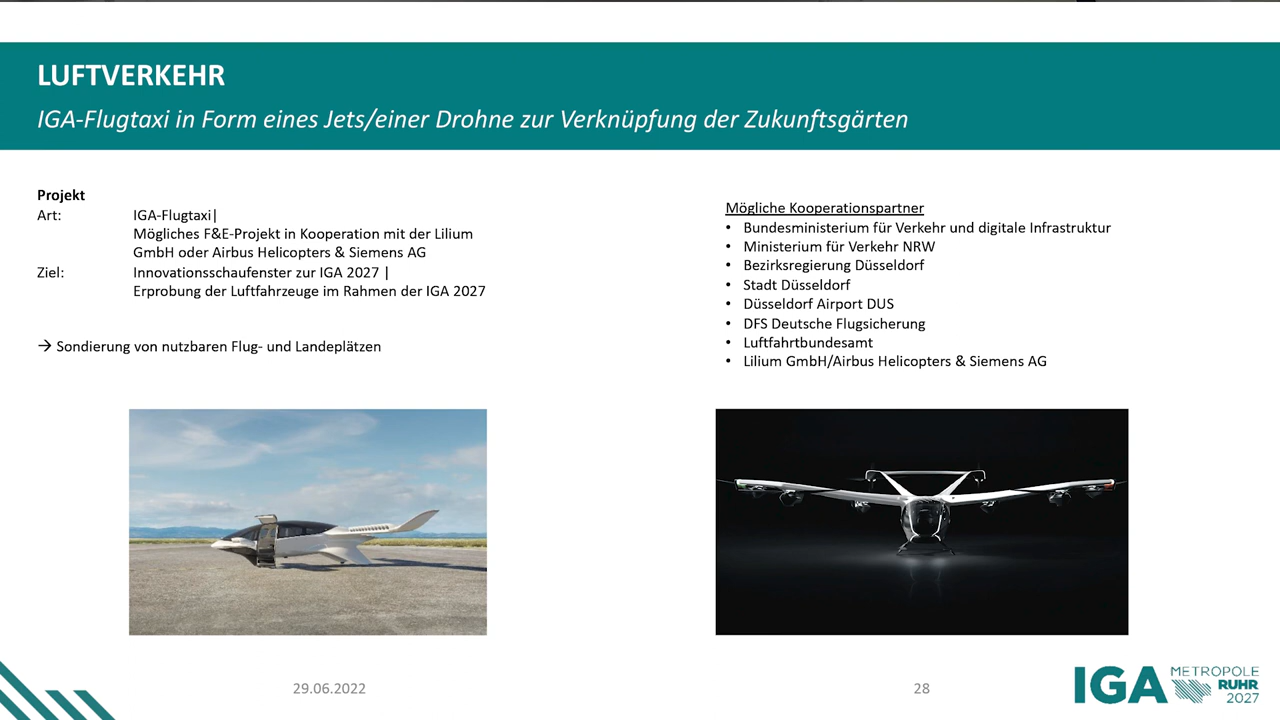 LUFTVERKEHR
IGA-Flugtaxi in Form eines Jets/einer Drohne zur Verknüpfung der Zukunftsgärten
Projekt
Art: IGA-Flugtaxi|
Mögliches F&E-Projekt in Kooperation mit der Lilium
GmbH oder Airbus Helicopters & Siemens AG
Ziel: Innovationsschaufenster zur IGA 2027 |
Erprobung der Luftfahrzeuge im Rahmen der IGA 2027
→ Sondierung von nutzbaren Flug- und Landeplätzen
Mögliche Kooperationspartner
• Bundesministerium für Verkehr und digitale Infrastruktur
• Ministerium für Verkehr NRW
• Bezirksregierung Düsseldorf
• Stadt Düsseldorf
• Düsseldorf Airport DUS
• DFS Deutsche Flugsicherung
• Luftfahrtbundesamt
• Lilium GmbH/Airbus Helicopters & Siemens AG
29.06.2022
28
IGA METROPOLE
RUHR
2027